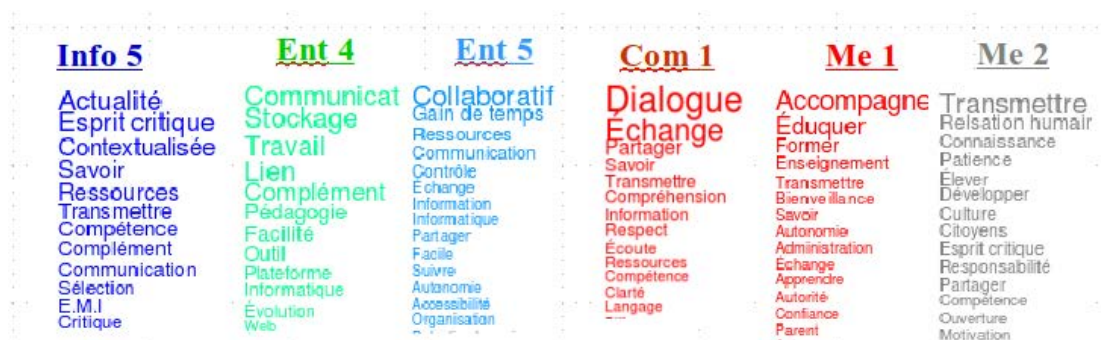 Info 5
Actualité
Esprit critique
Contextualisée
Savoir
Ressources
Transmettre
Compétence
Complément
Communication
Sélection
E.M.I
Critique
Ent 4
Communicat
Stockage
Travail
Lien
Complément
Pédagogie
Facilité
Outil
Plateforme
Informatique
Évolution
Web
Ent 5
Collaboratif
Gain de temps
Ressources
Communication
Contrôle
Échange
Information
Informatique
Partager
Facile
Suivre
Autonomie
Accessibilité
Organisation
Com 1
Dialogue
Échange
Partager
Savoir
Transmettre
Compréhension
Information
Respect
Écoute
Ressources
Compétence
Clarté
Langage
Me 1
Accompagne
Éduquer
Former
Enseignement
Transmettre
Bienveillance
Savoir
Autonomie
Administration
Échange
Apprendre
Autorité
Confiance
Parent
Me 2
Transmettre
Relsation humair
Connaissance
Patience
Élever
Développer
Culture
Citoyens
Esprit critique
Responsabilité
Partager
Compétence
Ouverture
Motivation